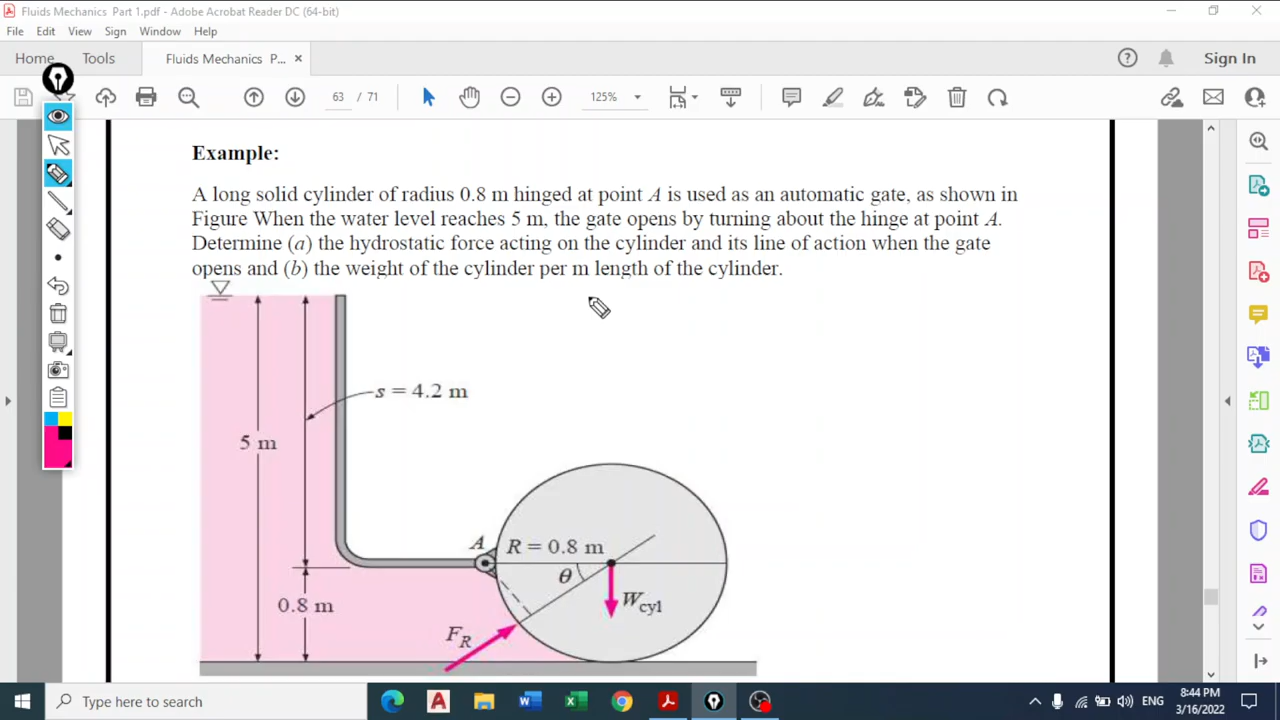 Fluids Mechanics Part 1.pdf - Adobe Acrobat Reader DC (64-bit)
File Edit View Sign Window Help
Home Tools Fluids Mechanics P... × Sign In
63 / 71 125%
Example:
A long solid cylinder of radius 0.8 m hinged at point A is used as an automatic gate, as shown in
Figure When the water level reaches 5 m, the gate opens by turning about the hinge at point A.
Determine (a) the hydrostatic force acting on the cylinder and its line of action when the gate
opens and (b) the weight of the cylinder per m length of the cylinder.
s = 4.2 m
5 m
A R = 0.8 m
θ
0.8 m
Wcyl
FR
Type here to search ENG 8:44 PM
3/16/2022